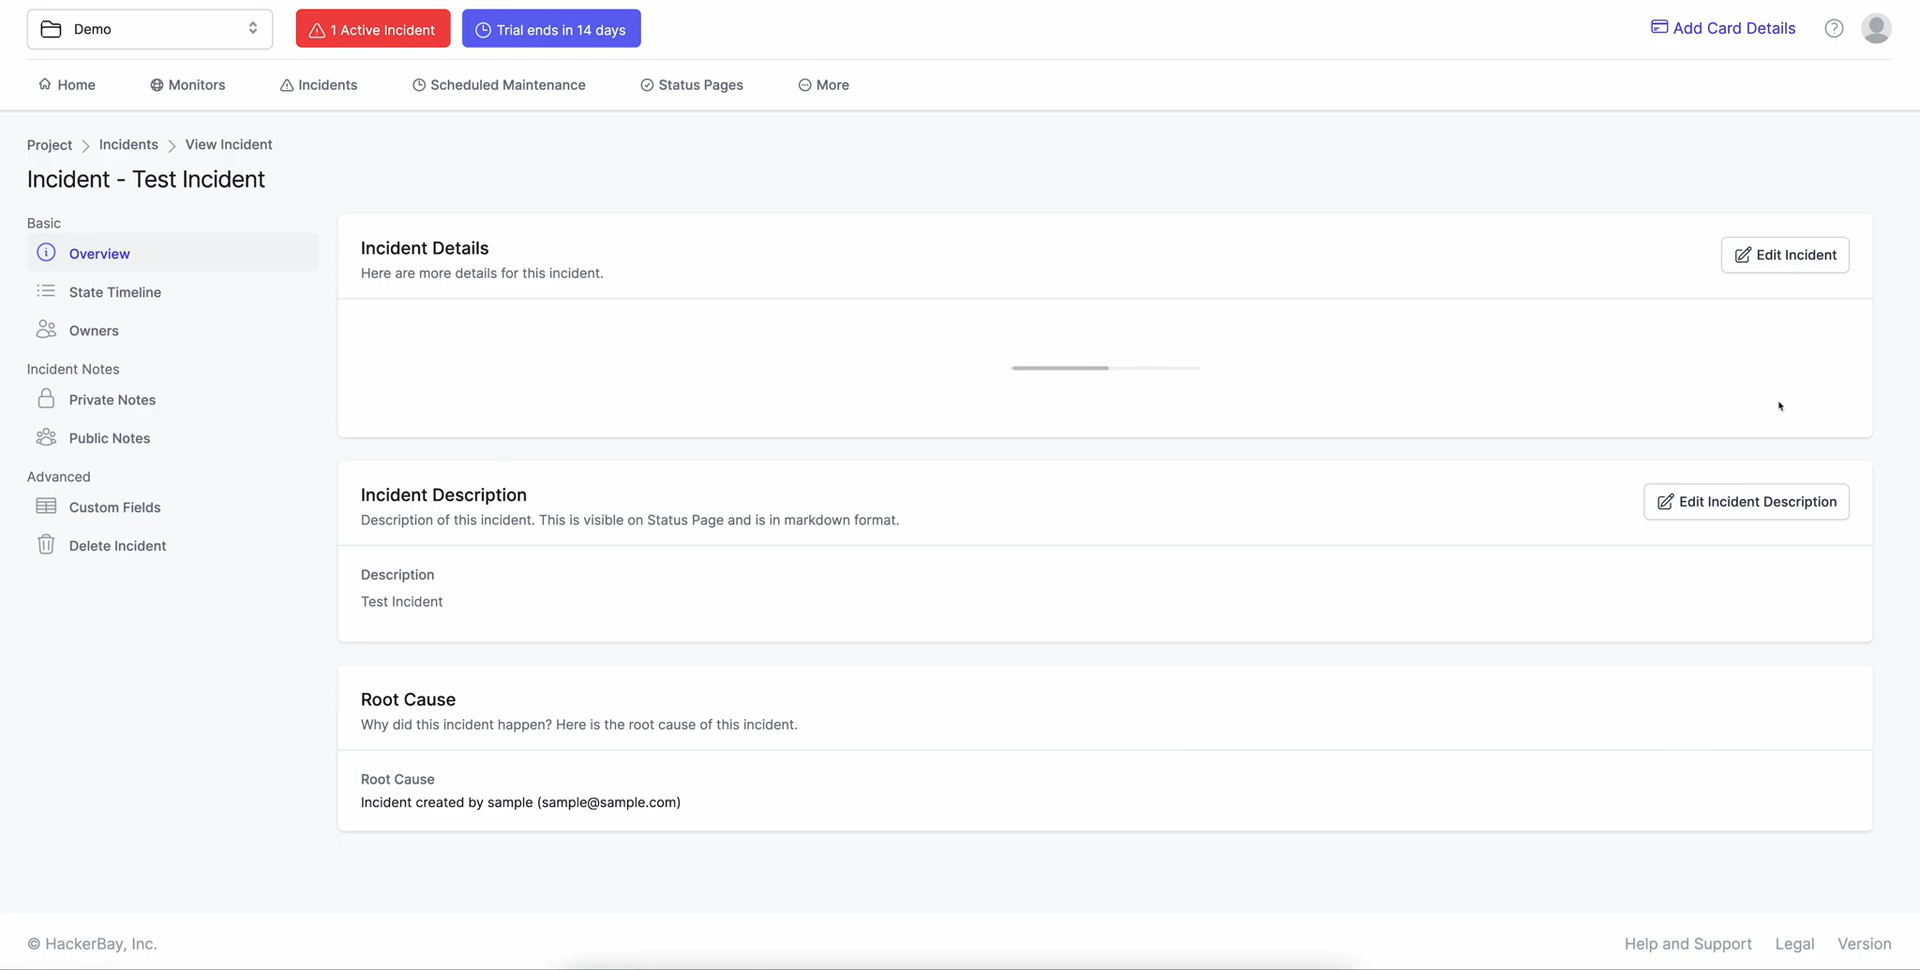 Demo
1 Active Incident
Trial ends in 14 days
Add Card Details
Home
Monitors
Incidents
Scheduled Maintenance
Status Pages
More
Project
Incidents
View Incident
Incident - Test Incident
Basic
Overview
State Timeline
Owners
Incident Notes
Private Notes
Public Notes
Advanced
Custom Fields
Delete Incident
Incident Details
Here are more details for this incident.
Edit Incident
Incident Description
Description of this incident. This is visible on Status Page and is in markdown format.
Edit Incident Description
Description
Test Incident
Root Cause
Why did this incident happen? Here is the root cause of this incident.
Root Cause
Incident created by sample (sample@sample.com)
© HackerBay, Inc.
Help and Support
Legal
Version